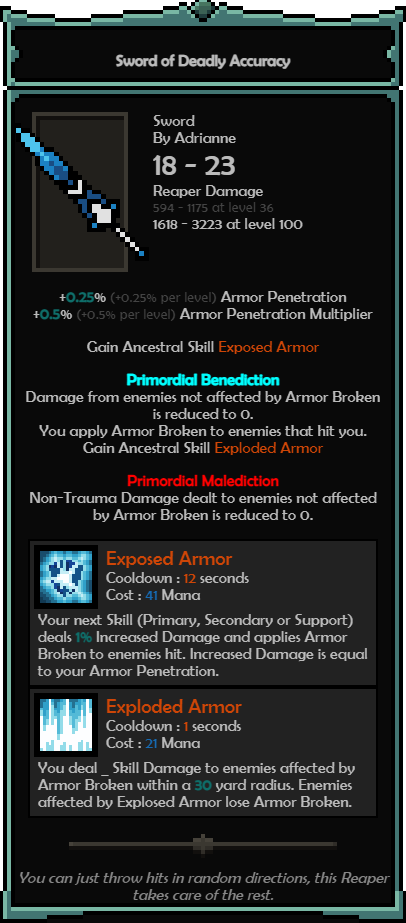 Sword of Deadly Accuracy
Sword
By Adrianne
18 - 23
Reaper Damage
594 - 1175 at level 36
1618 - 3223 at level 100
+0.25% (+0.25% per level) Armor Penetration
+0.5% (+0.5% per level) Armor Penetration Multiplier
Gain Ancestral Skill Exposed Armor
Primordial Benediction
Damage from enemies not affected by Armor Broken
is reduced to 0.
You apply Armor Broken to enemies that hit you.
Gain Ancestral Skill Exploded Armor
Primordial Malediction
Non-Trauma Damage dealt to enemies not affected
by Armor Broken is reduced to 0.
Exposed Armor
Cooldown : 12 seconds
Cost : 41 Mana
Your next Skill (Primary, Secondary or Support)
deals 1% Increased Damage and applies Armor
Broken to enemies hit. Increased Damage is equal
to your Armor Penetration.
Exploded Armor
Cooldown : 1 seconds
Cost : 21 Mana
You deal _ Skill Damage to enemies affected by
Armor Broken within a 30 yard radius. Enemies
affected by Explosed Armor lose Armor Broken.
You can just throw hits in random directions, this Reaper
takes care of the rest.